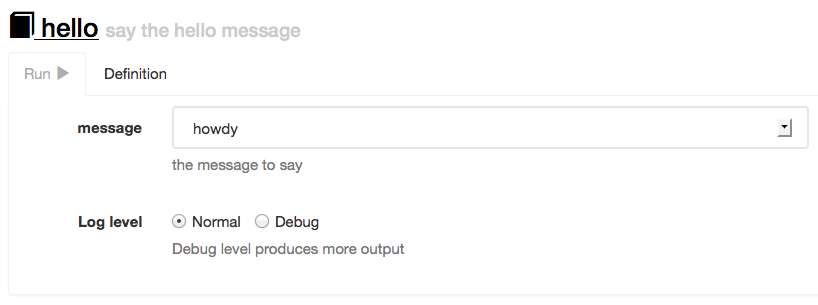 hello say the hello message
Run Definition
message howdy
the message to say
Log level Normal Debug
Debug level produces more output